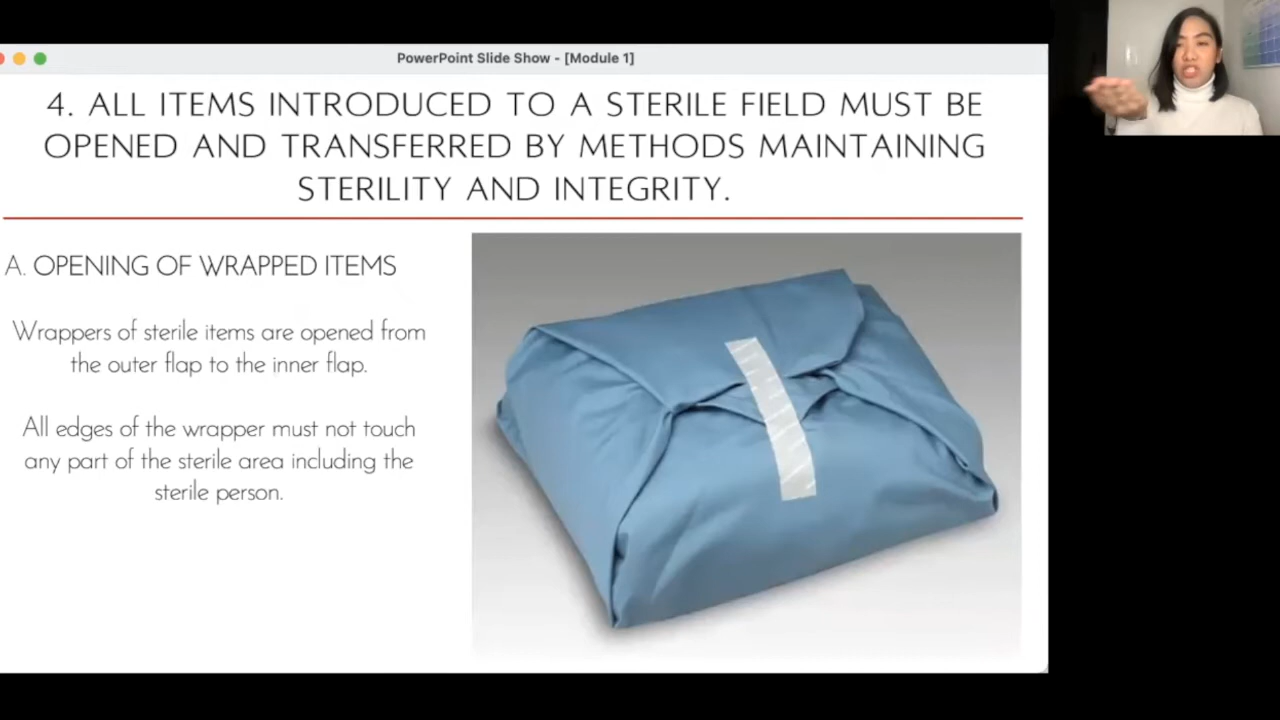 PowerPoint Slide Show - [Module 1]
4. ALL ITEMS INTRODUCED TO A STERILE FIELD MUST BE
OPENED AND TRANSFERRED BY METHODS MAINTAINING
STERILITY AND INTEGRITY.
A. OPENING OF WRAPPED ITEMS
Wrappers of sterile items are opened from
the outer flap to the inner flap.
All edges of the wrapper must not touch
any part of the sterile area including the
sterile person.